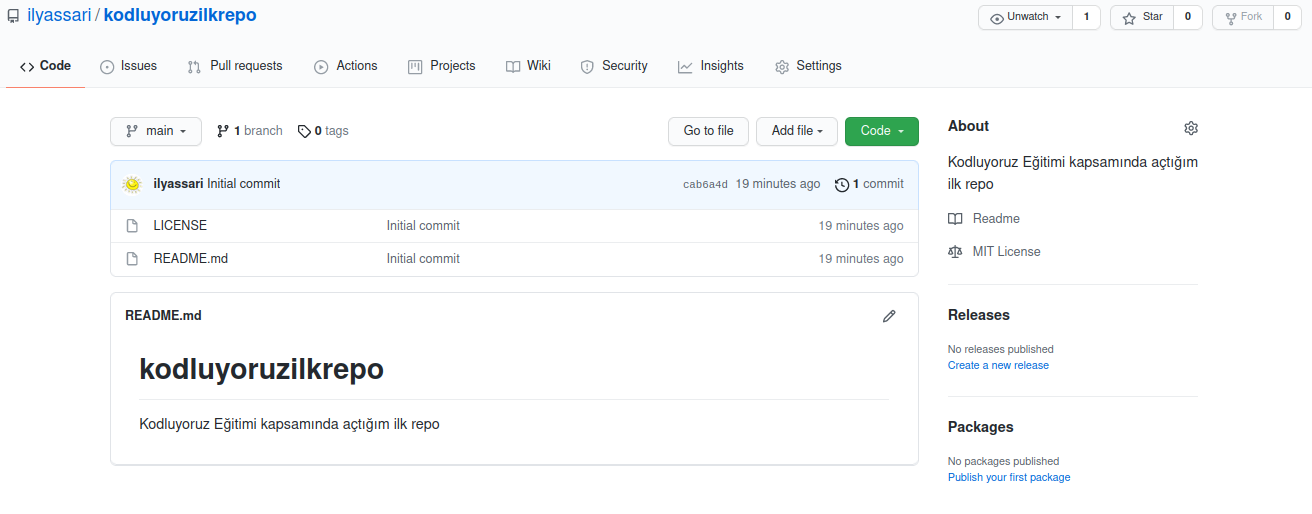 ilyassari / kodluyoruzilkrepo
Unwatch 1 Star 0 Fork 0
Code Issues Pull requests Actions Projects Wiki Security Insights Settings
main 1 branch 0 tags Go to file Add file Code
ilyassari Initial commit cab6a4d 19 minutes ago 1 commit
LICENSE Initial commit 19 minutes ago
README.md Initial commit 19 minutes ago
README.md
kodluyoruzilkrepo
Kodluyoruz Eğitimi kapsamında açtığım ilk repo
About
Kodluyoruz Eğitimi kapsamında açtığım
ilk repo
Readme
MIT License
Releases
No releases published
Create a new release
Packages
No packages published
Publish your first package